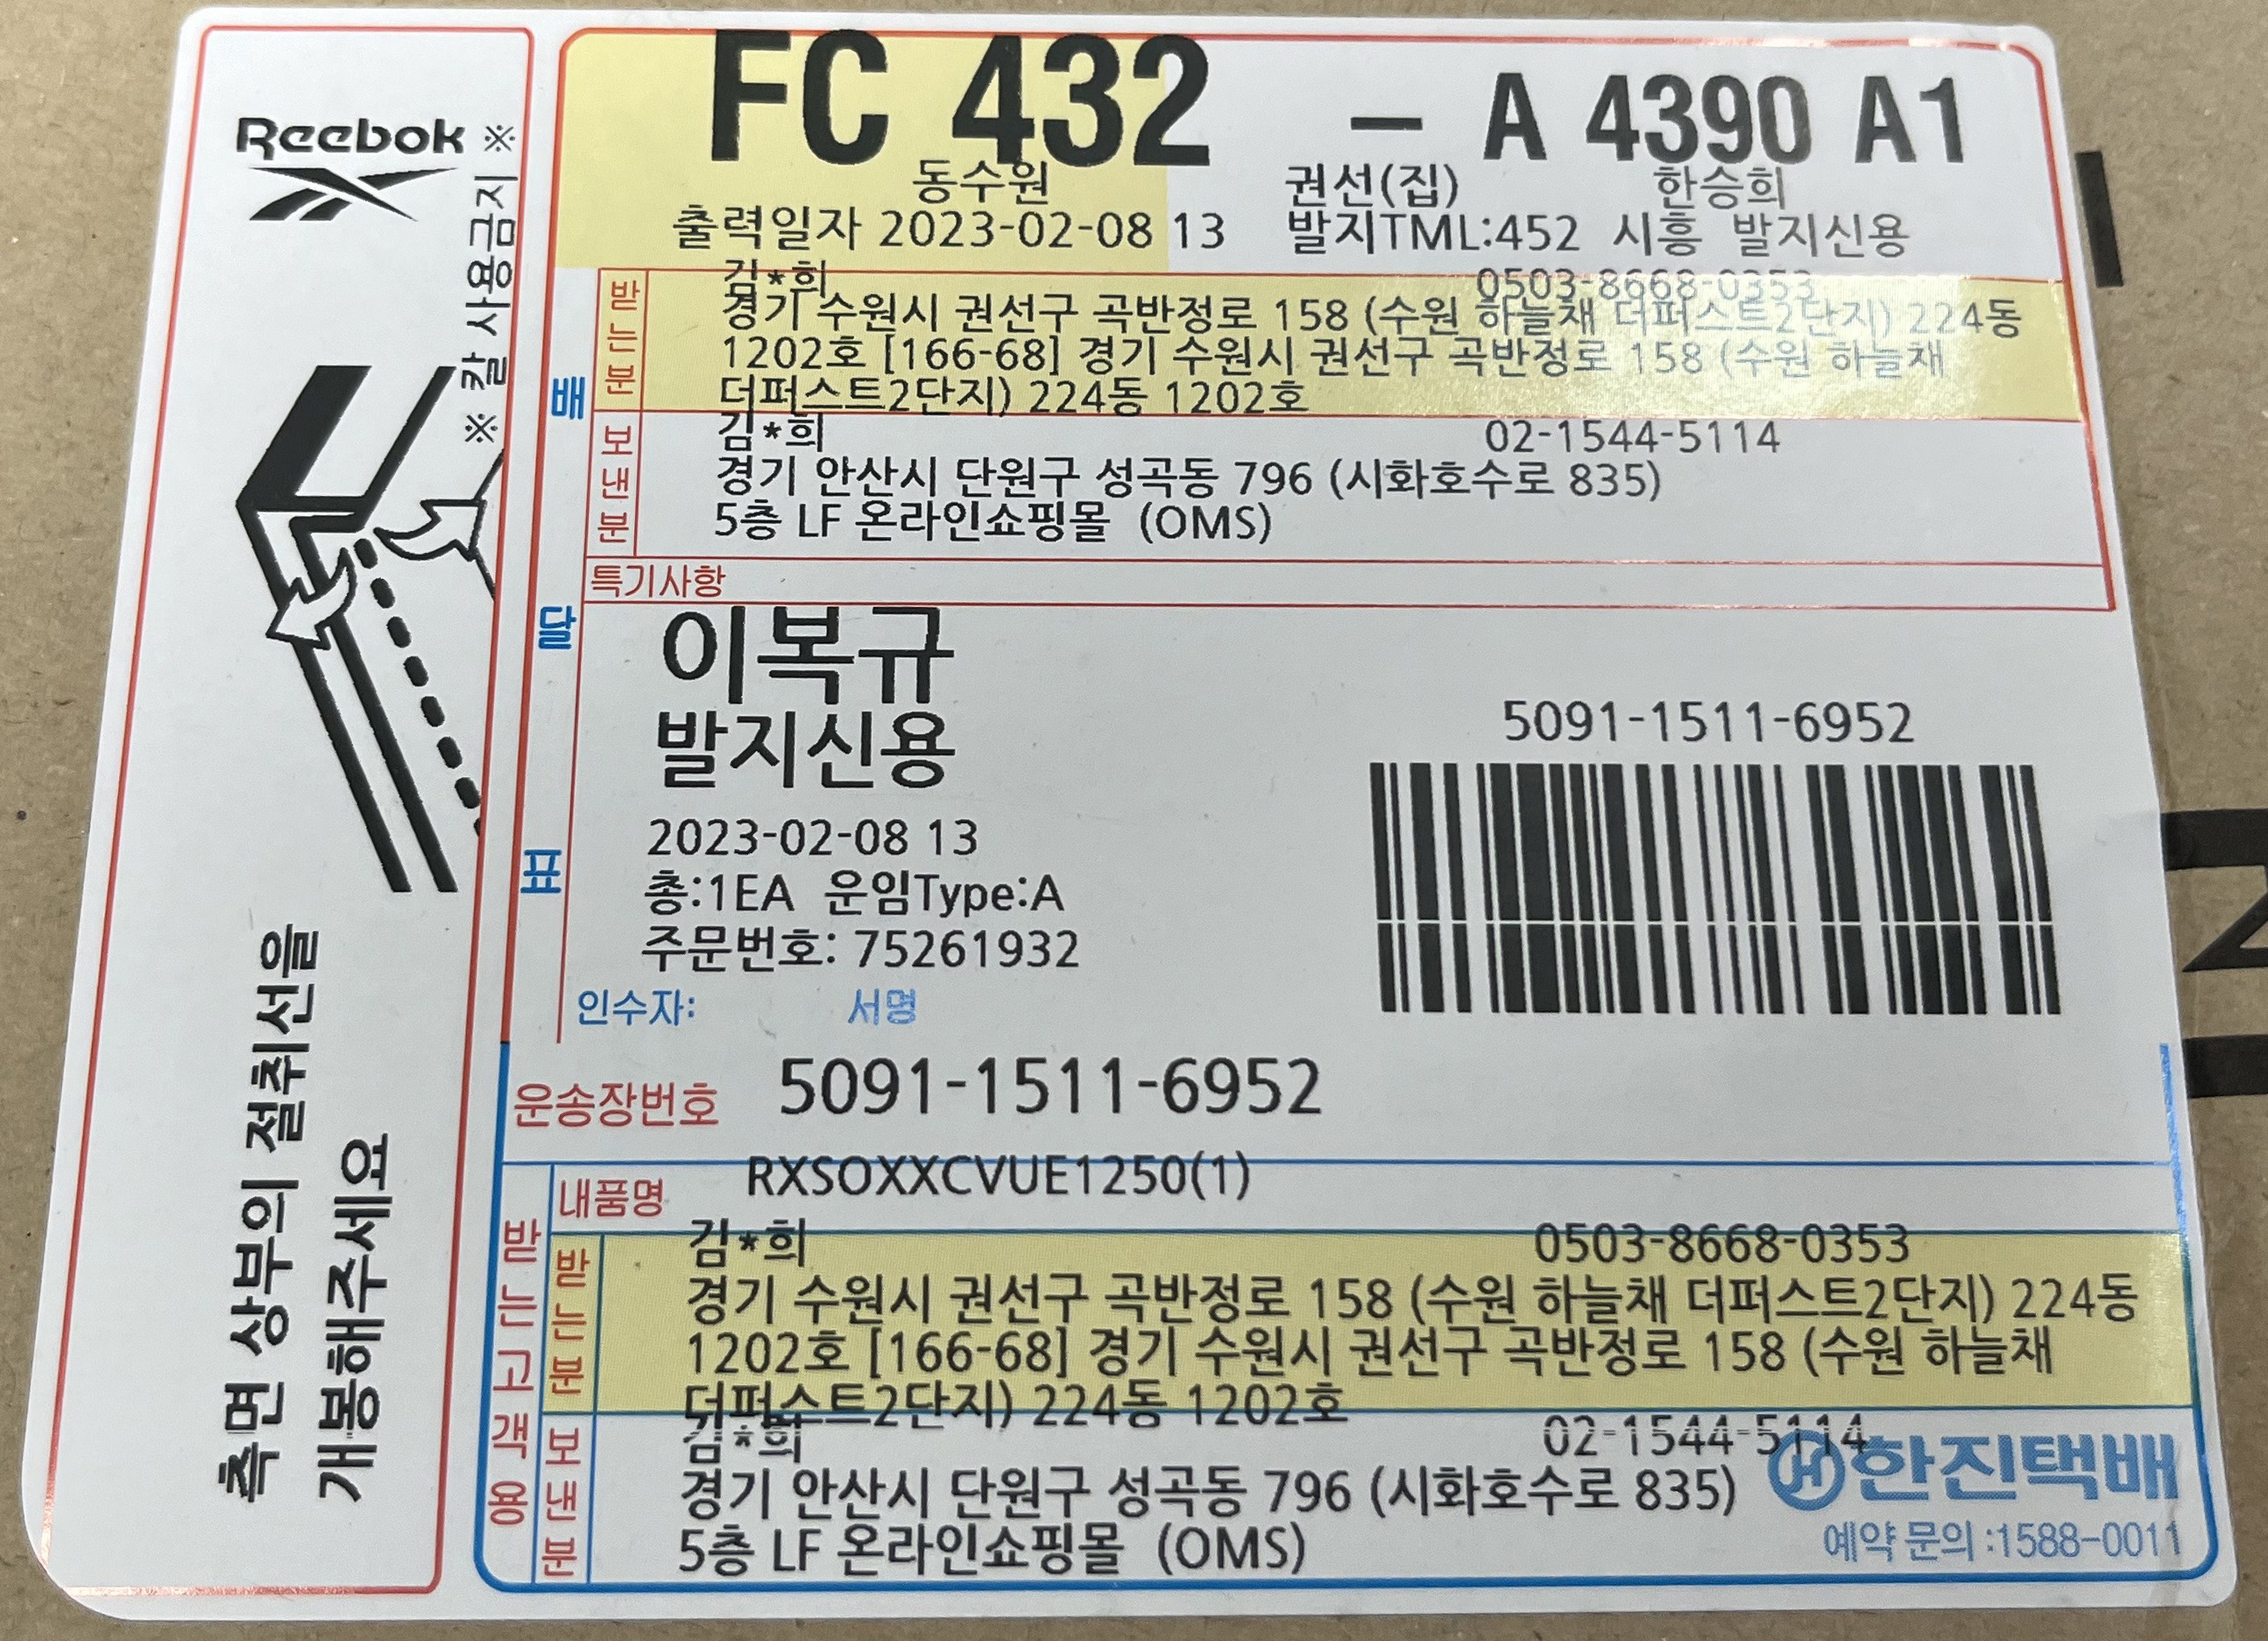 Reebok
※ 칼 사용금지 ※
측면 상부의 절취선을
개봉해주세요
FC 432 - A 4390 A1
동수원 권선(집) 한승희
출력일자 2023-02-08 13 발지TML:452 시흥 발지신용
배달표
받는분
김*희 0503-8668-0353
경기 수원시 권선구 곡반정로 158 (수원 하늘채 더퍼스트2단지) 224동
1202호 [166-68] 경기 수원시 권선구 곡반정로 158 (수원 하늘채
더퍼스트2단지) 224동 1202호
보낸분
김*희 02-1544-5114
경기 안산시 단원구 성곡동 796 (시화호수로 835)
5층 LF 온라인쇼핑몰 (OMS)
특기사항
이복규
발지신용
5091-1511-6952
2023-02-08 13
총:1EA 운임Type:A
주문번호: 75261932
인수자: 서명
운송장번호 5091-1511-6952
받는고객용
내품명 RXSOXXCVUE1250(1)
받는분
김*희 0503-8668-0353
경기 수원시 권선구 곡반정로 158 (수원 하늘채 더퍼스트2단지) 224동
1202호 [166-68] 경기 수원시 권선구 곡반정로 158 (수원 하늘채
더퍼스트2단지) 224동 1202호
보낸분
김*희 02-1544-5114
경기 안산시 단원구 성곡동 796 (시화호수로 835)
5층 LF 온라인쇼핑몰 (OMS)
한진택배
예약 문의 :1588-0011